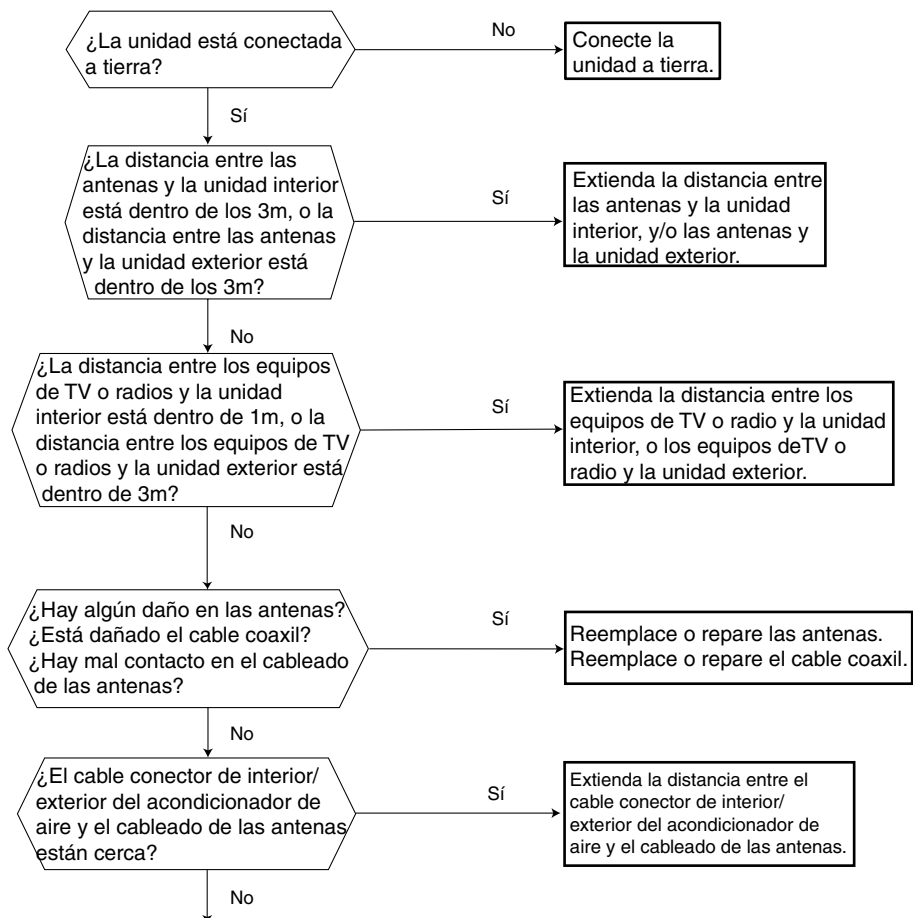 ¿La unidad está conectada
a tierra?
No
Conecte la
unidad a tierra.
Sí
¿La distancia entre las
antenas y la unidad interior
está dentro de los 3m, o la
distancia entre las antenas
y la unidad exterior está
dentro de los 3m?
Sí
Extienda la distancia entre
las antenas y la unidad
interior, y/o las antenas y
la unidad exterior.
No
¿La distancia entre los equipos
de TV o radios y la unidad
interior está dentro de 1m, o la
distancia entre los equipos de TV
o radios y la unidad exterior está
dentro de 3m?
Sí
Extienda la distancia entre los
equipos de TV o radio y la unidad
interior, o los equipos deTV o
radio y la unidad exterior.
No
¿Hay algún daño en las antenas?
¿Está dañado el cable coaxil?
¿Hay mal contacto en el cableado
de las antenas?
Sí
Reemplace o repare las antenas.
Reemplace o repare el cable coaxil.
No
¿El cable conector de interior/
exterior del acondicionador de
aire y el cableado de las antenas
están cerca?
Sí
Extienda la distancia entre el
cable conector de interior/
exterior del acondicionador de
aire y el cableado de las antenas.
No